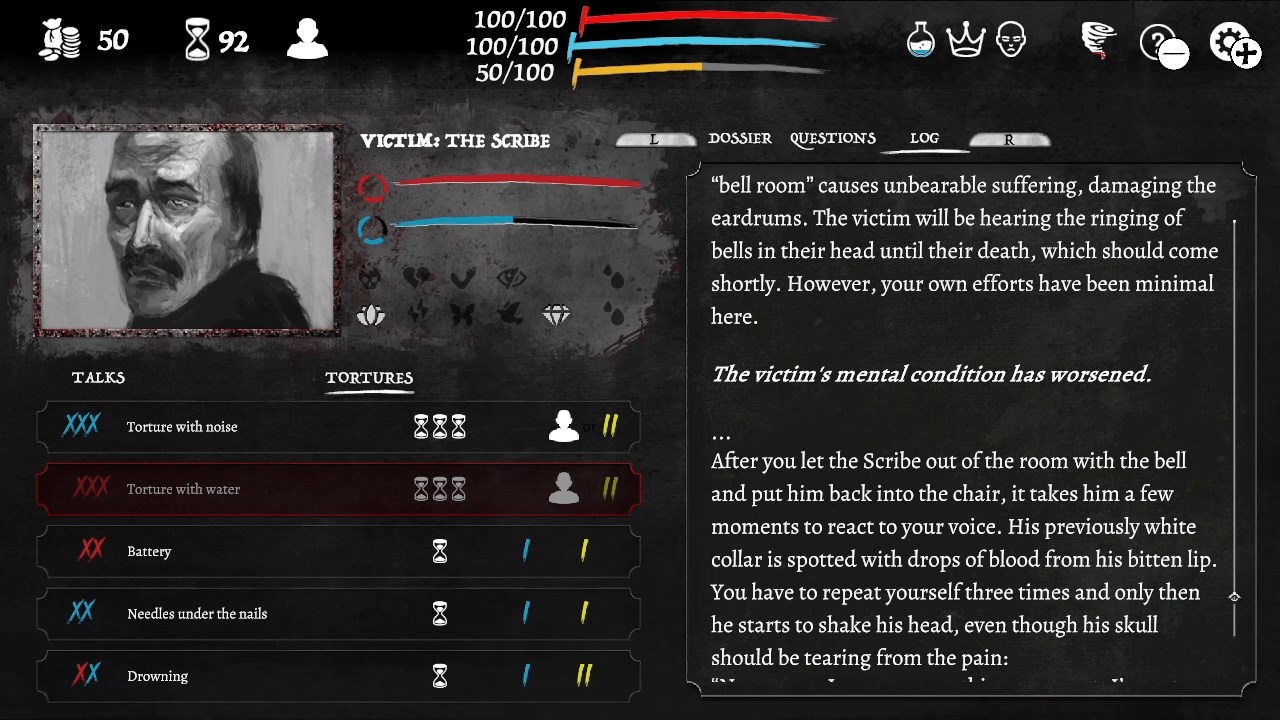 50
92
100/100
100/100
50/100
VICTIM: THE SCRIBE
L
DOSSIER
QUESTIONS
LOG
R
TALKS
TORTURES
Torture with noise
or
Torture with water
Battery
Needles under the nails
Drowning
“bell room” causes unbearable suffering, damaging the
eardrums. The victim will be hearing the ringing of
bells in their head until their death, which should come
shortly. However, your own efforts have been minimal
here.
The victim's mental condition has worsened.
...
After you let the Scribe out of the room with the bell
and put him back into the chair, it takes him a few
moments to react to your voice. His previously white
collar is spotted with drops of blood from his bitten lip.
You have to repeat yourself three times and only then
he starts to shake his head, even though his skull
should be tearing from the pain: